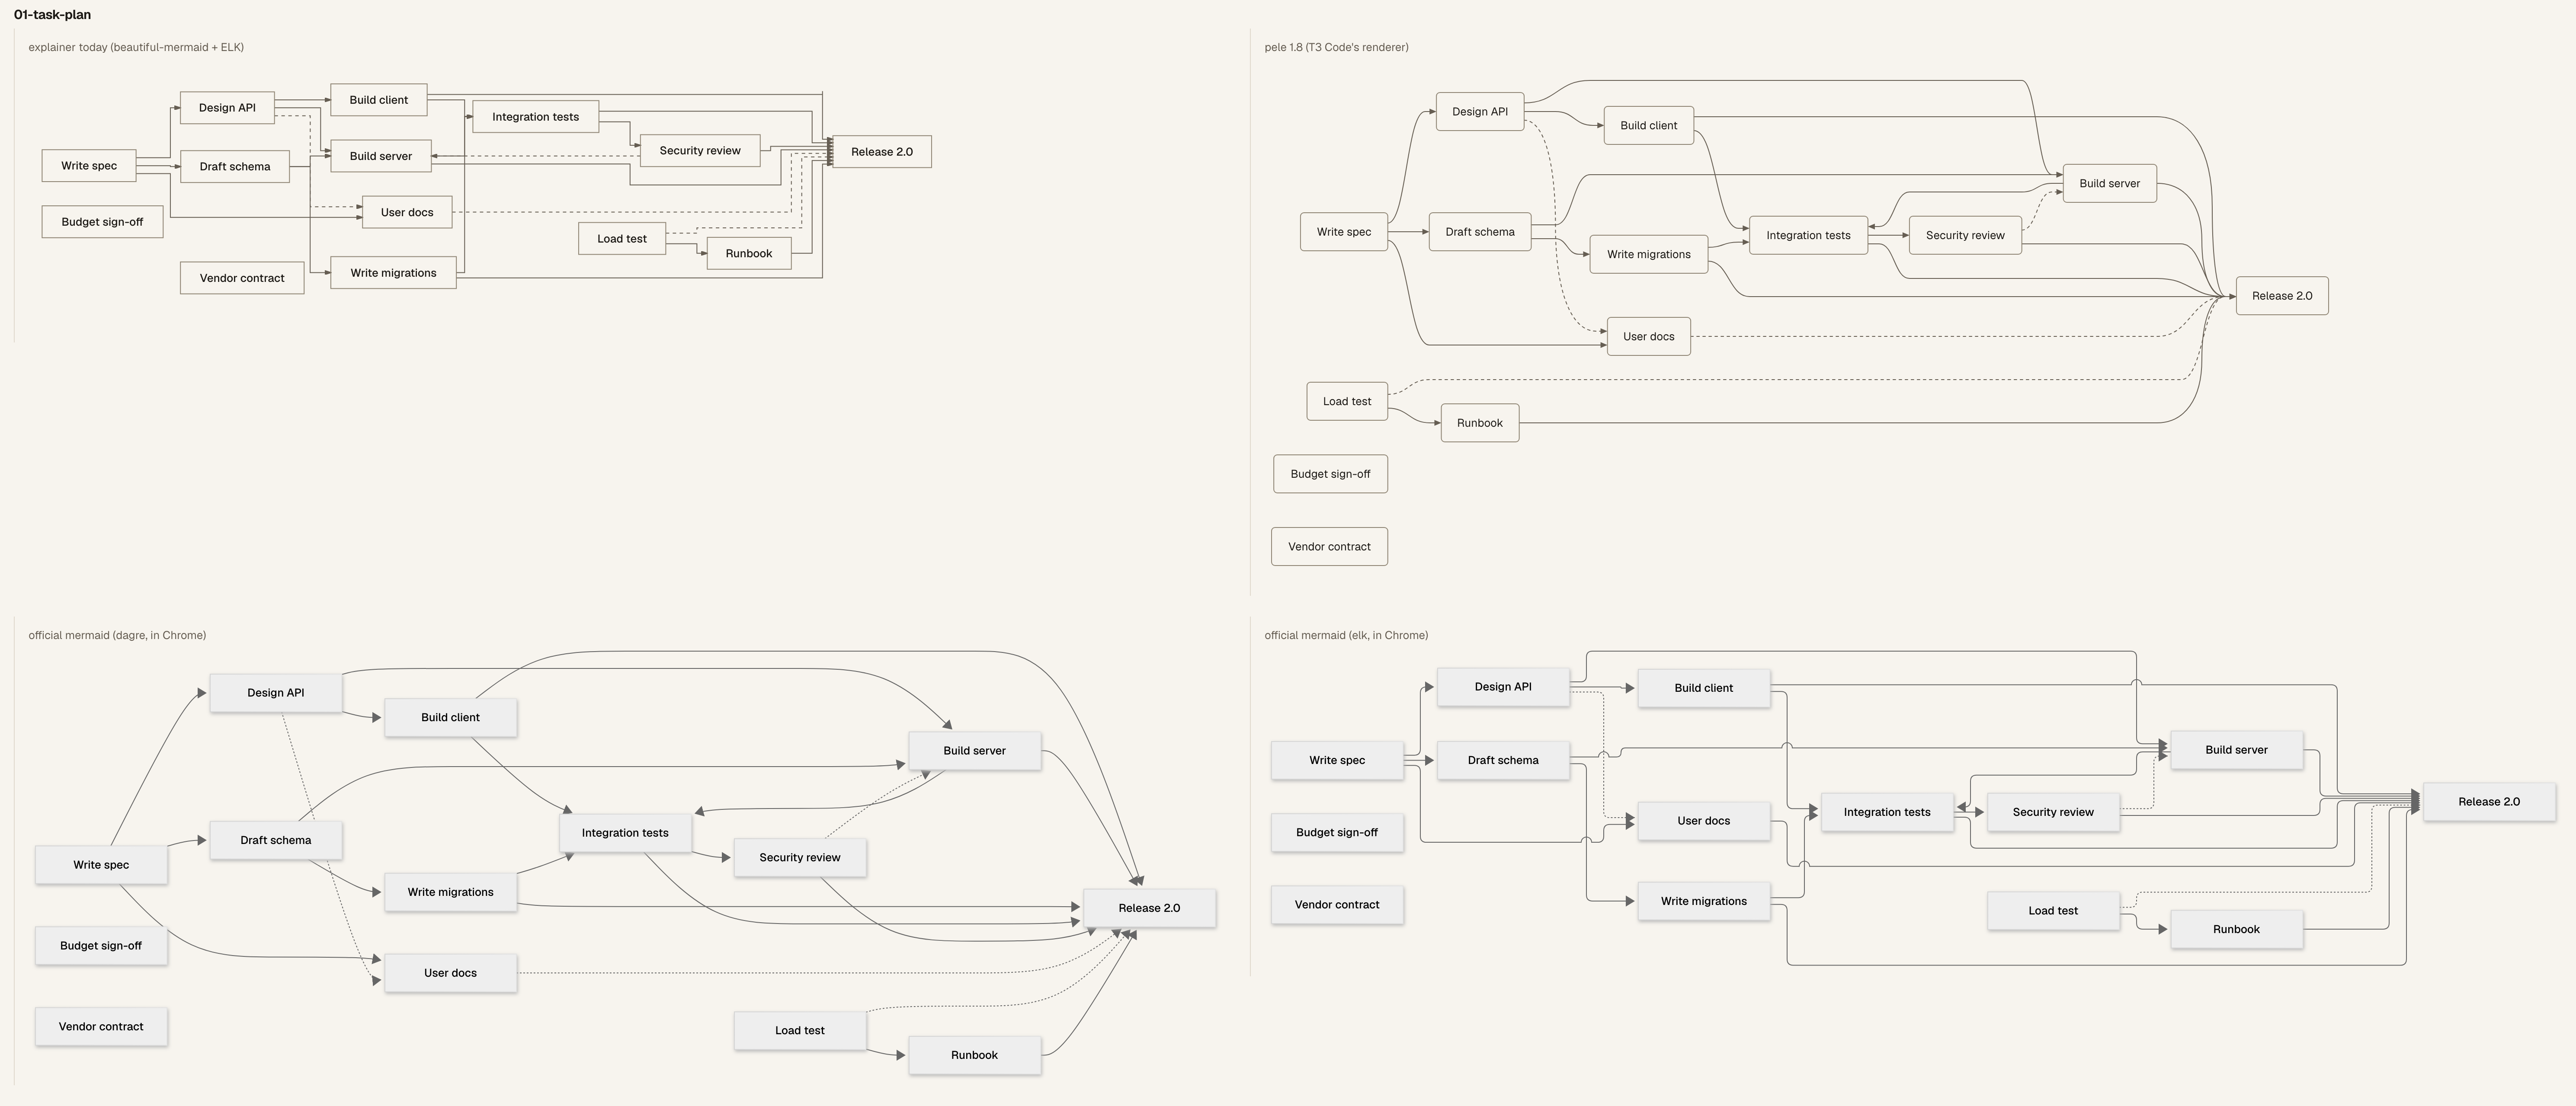 01-task-plan
explainer today (beautiful-mermaid + ELK)
Design API
Build client
Integration tests
Write spec
Draft schema
Build server
Security review
Release 2.0
Budget sign-off
User docs
Load test
Runbook
Vendor contract
Write migrations
pele 1.8 (T3 Code's renderer)
Design API
Build client
Build server
Write spec
Draft schema
Integration tests
Security review
Write migrations
Release 2.0
User docs
Load test
Runbook
Budget sign-off
Vendor contract
official mermaid (dagre, in Chrome)
Design API
Build client
Build server
Draft schema
Integration tests
Write spec
Security review
Write migrations
Release 2.0
Budget sign-off
User docs
Vendor contract
Load test
Runbook
official mermaid (elk, in Chrome)
Design API
Build client
Write spec
Draft schema
Build server
Budget sign-off
User docs
Integration tests
Security review
Release 2.0
Vendor contract
Write migrations
Load test
Runbook